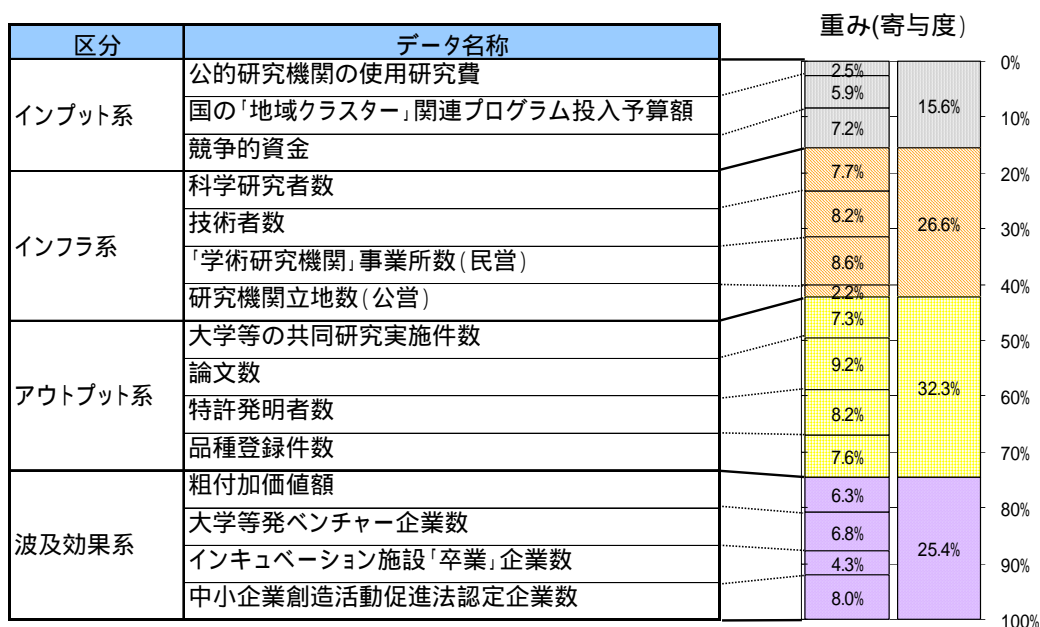 重み(寄与度)
区分 データ名称
インプット系
公的研究機関の使用研究費
国の｢地域クラスター｣関連プログラム投入予算額
競争的資金
インフラ系
科学研究者数
技術者数
｢学術研究機関｣事業所数(民営)
研究機関立地数(公営)
アウトプット系
大学等の共同研究実施件数
論文数
特許発明者数
品種登録件数
波及効果系
粗付加価値額
大学等発ベンチャー企業数
インキュベーション施設｢卒業｣企業数
中小企業創造活動促進法認定企業数
2.5%
5.9%
7.2%
7.7%
8.2%
8.6%
2.2%
7.3%
9.2%
8.2%
7.6%
6.3%
6.8%
4.3%
8.0%
15.6%
26.6%
32.3%
25.4%
0%
10%
20%
30%
40%
50%
60%
70%
80%
90%
100%